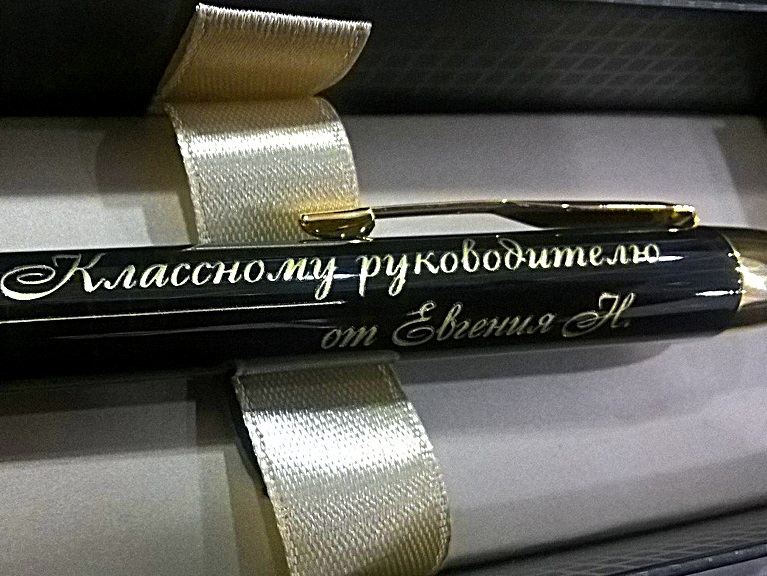 Классному руководителю
от Евгения Н.